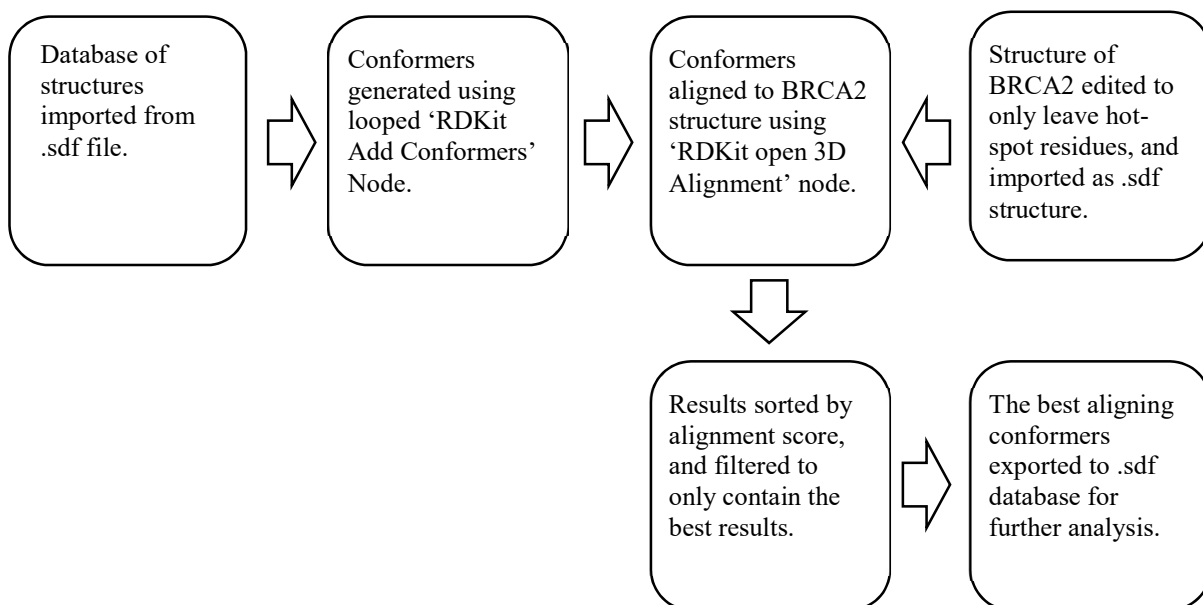 Database of
structures
imported from
.sdf file.
Conformers
generated using
looped ‘RDKit
Add Conformers’
Node.
Conformers
aligned to BRCA2
structure using
‘RDKit open 3D
Alignment’ node.
Structure of
BRCA2 edited to
only leave hot-
spot residues, and
imported as .sdf
structure.
Results sorted by
alignment score,
and filtered to
only contain the
best results.
The best aligning
conformers
exported to .sdf
database for
further analysis.